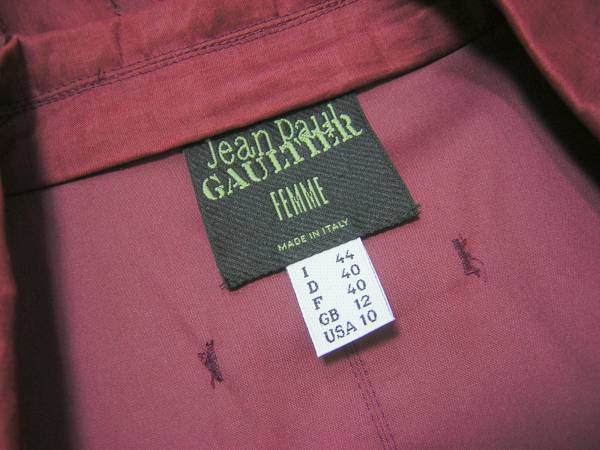 Jean Paul
GAULTIER
FEMME
MADE IN ITALY
I 44
D 40
F 40
GB 12
USA 10